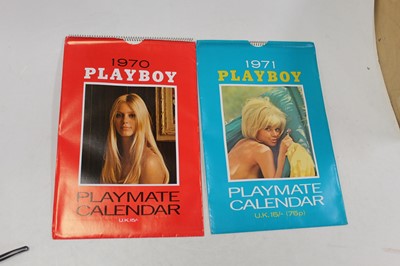 1970
PLAYBOY
PLAYMATE
CALENDAR
U.K. 15/-
1971
PLAYBOY
PLAYMATE
CALENDAR
U.K. 15/- (75p)